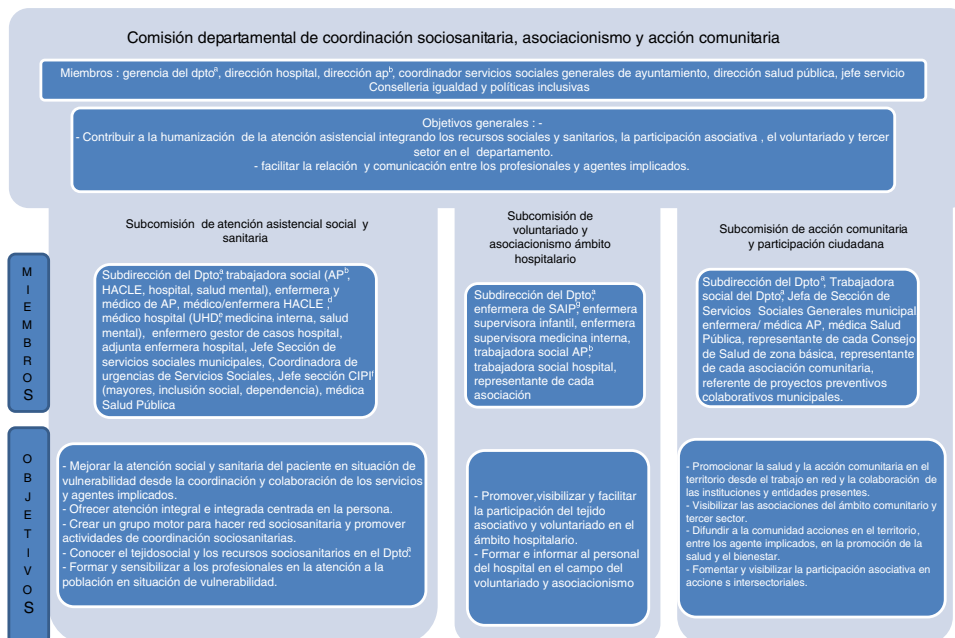 Comisión departamental de coordinación sociosanitaria, asociacionismo y acción comunitaria
Miembros : gerencia del dptoᵃ, dirección hospital, dirección apᵇ, coordinador servicios sociales generales de ayuntamiento, dirección salud pública, jefe servicio
Conselleria igualdad y políticas inclusivas
Objetivos generales : -
- Contribuir a la humanización de la atención asistencial integrando los recursos sociales y sanitarios, la participación asociativa , el voluntariado y tercer
setor en el departamento.
- facilitar la relación y comunicación entre los profesionales y agentes implicados.
Subcomisión de atención asistencial social y
sanitaria
Subcomisión de
voluntariado y
asociacionismo ámbito
hospitalario
Subcomisión de acción comunitaria
y participación ciudadana
MIEMBROS
Subdirección del Dpto,ᵃ trabajadora social (APᵇ,
HACLE, hospital, salud mental), enfermera y
médico de AP, médico/enfermera HACLE ,ᵈ
médico hospital (UHD,ᵉ medicina interna, salud
mental), enfermero gestor de casos hospital,
adjunta enfermera hospital, Jefe Sección de
servicios sociales municipales, Coordinadora de
urgencias de Servicios Sociales, Jefe sección CIPIᶠ
(mayores, inclusión social, dependencia), médica
Salud Pública
Subdirección del Dpto,ᵃ
enfermera de SAIP,ᵍ enfermera
supervisora infantil, enfermera
supervisora medicina interna,
trabajadora social AP,ᵇ
trabajadora social hospital,
representante de cada
asociación
Subdirección del Dptoᵃ, Trabajadora
social del Dpto,ᵃ Jefa de Sección de
Servicios Sociales Generales municipal
enfermera/ médica AP, médica Salud
Pública, representante de cada Consejo
de Salud de zona básica, representante
de cada asociación comunitaria,
referente de proyectos preventivos
colaborativos municipales.
OBJETIVOS
- Mejorar la atención social y sanitaria del paciente en situación de
vulnerabilidad desde la coordinación y colaboración de los servicios
y agentes implicados.
- Ofrecer atención integral e integrada centrada en la persona.
- Crear un grupo motor para hacer red sociosanitaria y promover
actividades de coordinación sociosanitarias.
- Conocer el tejidosocial y los recursos sociosanitarios en el Dpto.ᵃ
- Formar y sensibilizar a los profesionales en la atención a la
población en situación de vulnerabilidad.
- Promover,visibilizar y facilitar
la participación del tejido
asociativo y voluntariado en el
ámbito hospitalario.
- Formar e informar al personal
del hospital en el campo del
voluntariado y asociacionismo
- Promocionar la salud y la acción comunitaria en el
territorio desde el trabajo en red y la colaboración de
las instituciones y entidades presentes.
- Visibilizar las asociaciones del ámbito comunitario y
tercer sector.
- Difundir a la comunidad acciones en el territorio,
entre los agente implicados, en la promoción de la
salud y el bienestar.
- Fomentar y visibilizar la participación asociativa en
accione s intersectoriales.